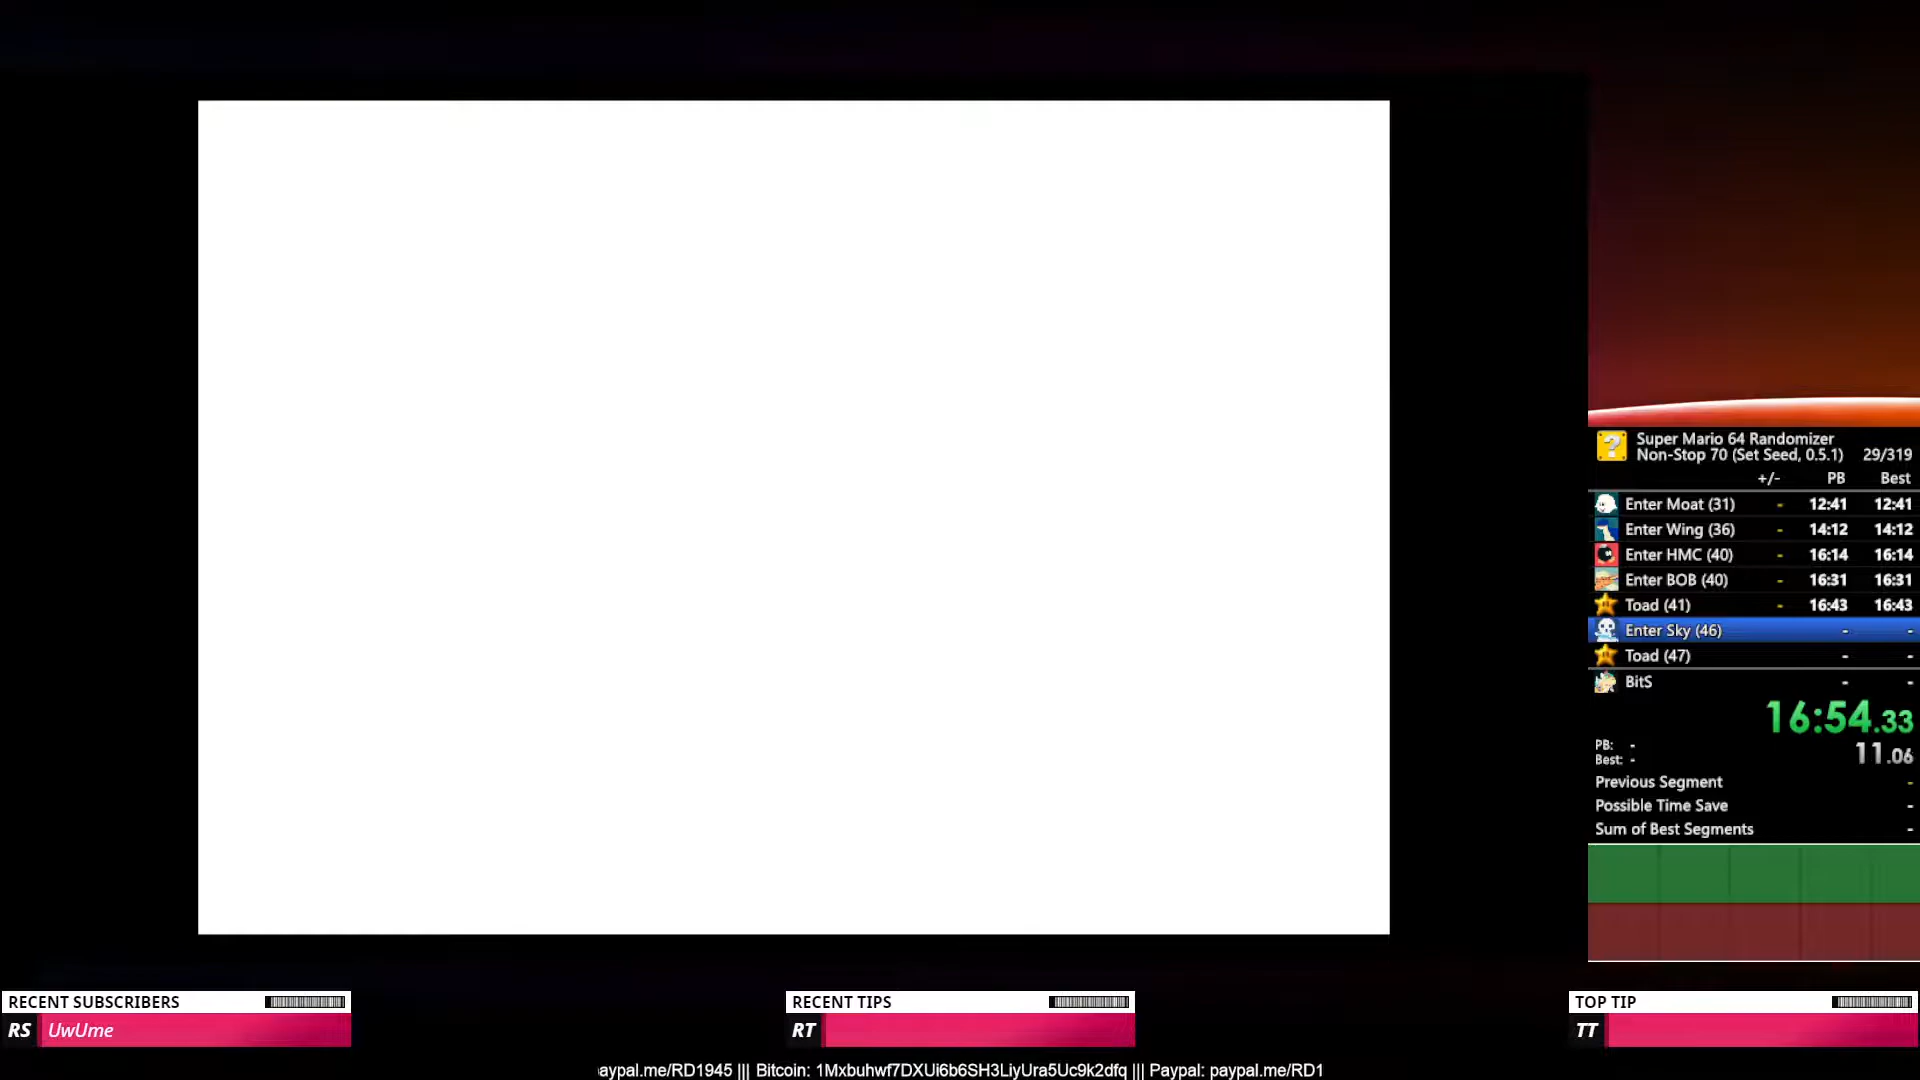 Super Mario 64 Randomizer
Non-Stop 70 (Set Seed, 0.5.1) 29/319
+/- PB Best
Enter Moat (31) - 12:41 12:41
Enter Wing (36) - 14:12 14:12
Enter HMC (40) - 16:14 16:14
Enter BOB (40) - 16:31 16:31
Toad (41) - 16:43 16:43
Enter Sky (46) - -
Toad (47) - -
BitS - -
16:54.33
PB: - 11.06
Best: -
Previous Segment -
Possible Time Save -
Sum of Best Segments -
RECENT SUBSCRIBERS
RS UwUme
RECENT TIPS
RT
TOP TIP
TT
aypal.me/RD1945 ||| Bitcoin: 1Mxbuhwf7DXUi6b6SH3LiyUra5Uc9k2dfq ||| Paypal: paypal.me/RD1